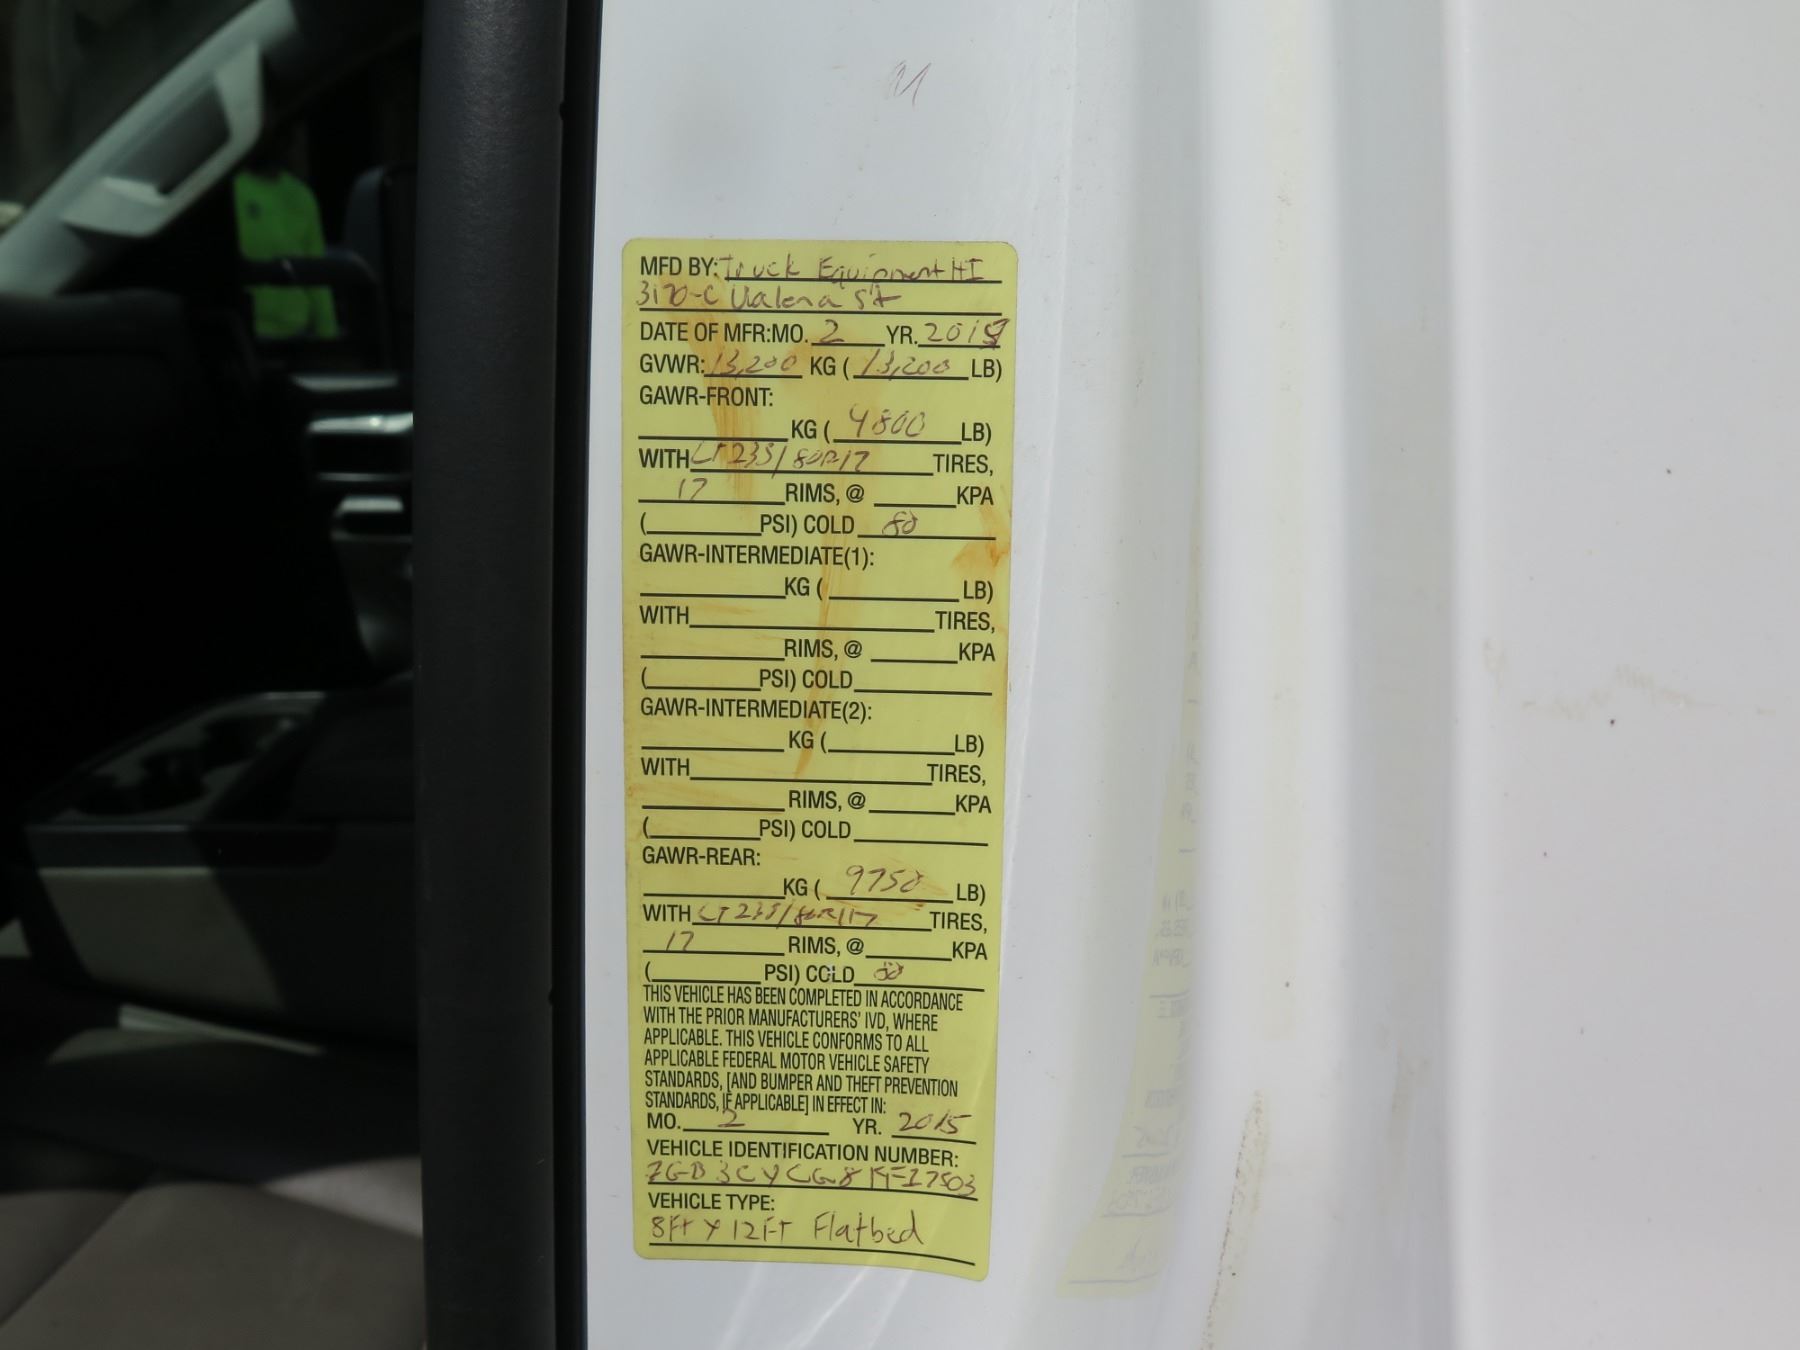 MFD BY: Truck Equipment HI
3170-C Ualena St
DATE OF MFR:MO. 2 YR. 2015
GVWR: 13,200 KG ( 13,200 LB)
GAWR-FRONT:
KG ( 4800 LB)
WITH LT235/80R17 TIRES,
17 RIMS, @ KPA
( PSI) COLD 80
GAWR-INTERMEDIATE(1):
KG ( LB)
WITH TIRES,
RIMS, @ KPA
( PSI) COLD
GAWR-INTERMEDIATE(2):
KG ( LB)
WITH TIRES,
RIMS, @ KPA
( PSI) COLD
GAWR-REAR:
KG ( 9750 LB)
WITH LT235/80R17 TIRES,
17 RIMS, @ KPA
( PSI) COLD 80
THIS VEHICLE HAS BEEN COMPLETED IN ACCORDANCE
WITH THE PRIOR MANUFACTURERS' IVD, WHERE
APPLICABLE. THIS VEHICLE CONFORMS TO ALL
APPLICABLE FEDERAL MOTOR VEHICLE SAFETY
STANDARDS, [AND BUMPER AND THEFT PREVENTION
STANDARDS, IF APPLICABLE] IN EFFECT IN:
MO. 2 YR. 2015
VEHICLE IDENTIFICATION NUMBER:
VEHICLE TYPE:
8Ft x 12Ft Flatbed